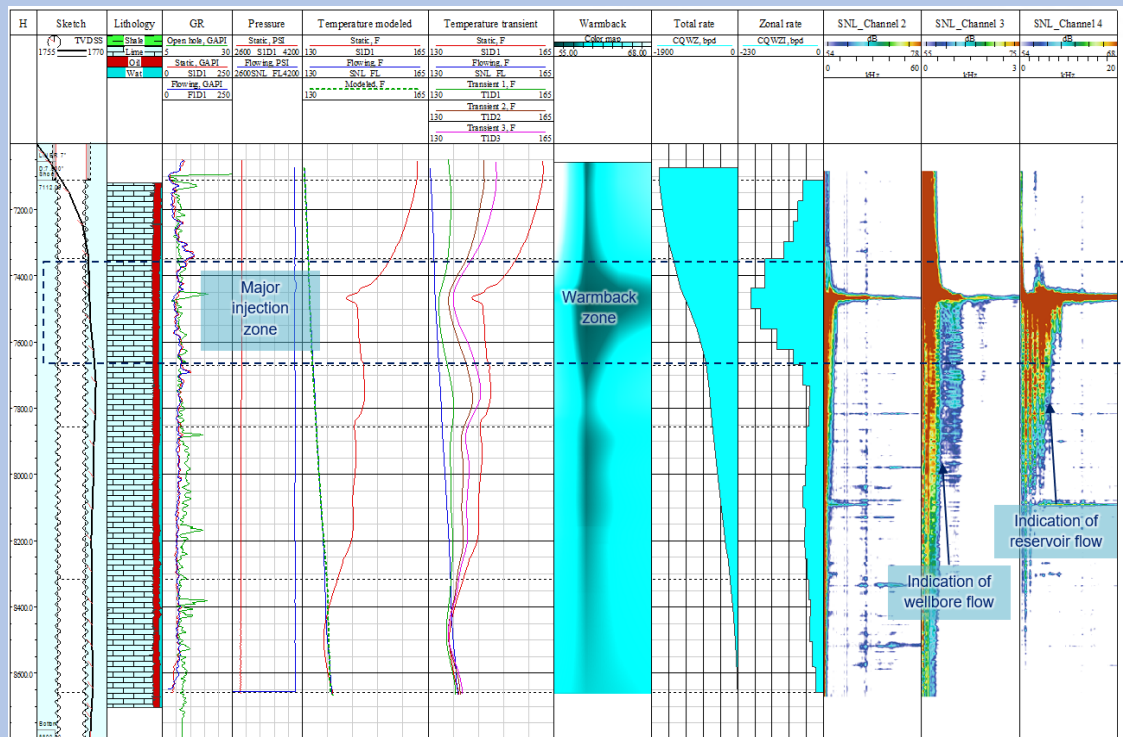 H
Sketch
Lithology
GR
Pressure
Temperature modeled
Temperature transient
Warmback
Total rate
Zonal rate
SNL_Channel 2
SNL_Channel 3
SNL_Channel 4
TVDSS
1755 1770
Shale
Lime
Oil
Wat
Open hole, GAPI
5 30
Static, GAPI
0 S1D1 250
Flowing, GAPI
0 F1D1 250
Static, PSI
2600 S1D1 4200
Flowing, PSI
2600 SNL_FL 4200
Static, F
130 S1D1 165
Flowing, F
130 SNL_FL 165
Modeled, F
130 165
Static, F
130 S1D1 165
Flowing, F
130 SNL FL 165
Transient 1, F
130 T1D1 165
Transient 2, F
130 T1D2 165
Transient 3, F
130 T1D3 165
Color map
55.00 68.00
CQWZ, bpd
-1900 0
CQWZI, bpd
-230 0
dB
54 78
0 60
kHz
dB
55 75
0 3
kHz
dB
54 68
0 20
kHz
7200.0
7400.0
7600.0
7800.0
8000.0
8200.0
8400.0
8600.0
Major
injection
zone
Warmback
zone
Indication of
reservoir flow
Indication of
wellbore flow